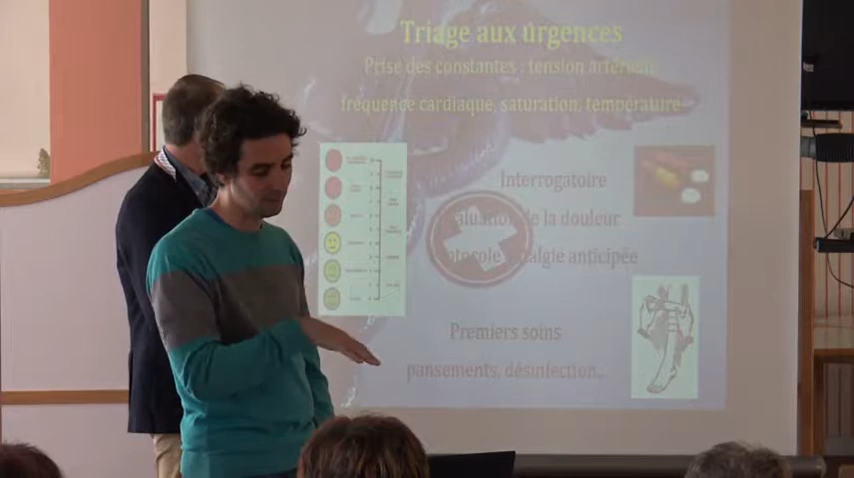 Triage aux urgences
Prise des constantes : tension artérielle
fréquence cardiaque, saturation, température
Interrogatoire
de la douleur
anticipée
Premiers soins
pansements, désinfection...